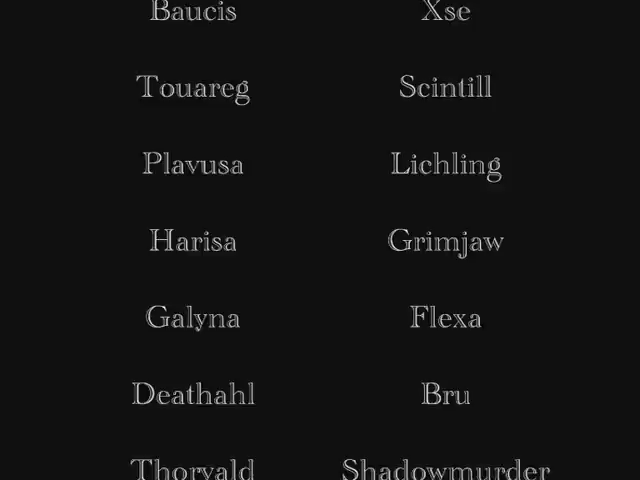 Baucis Xse
Touareg Scintill
Plavusa Lichling
Harisa Grimjaw
Galyna Flexa
Deathahl Bru
Thorvald Shadowmurder